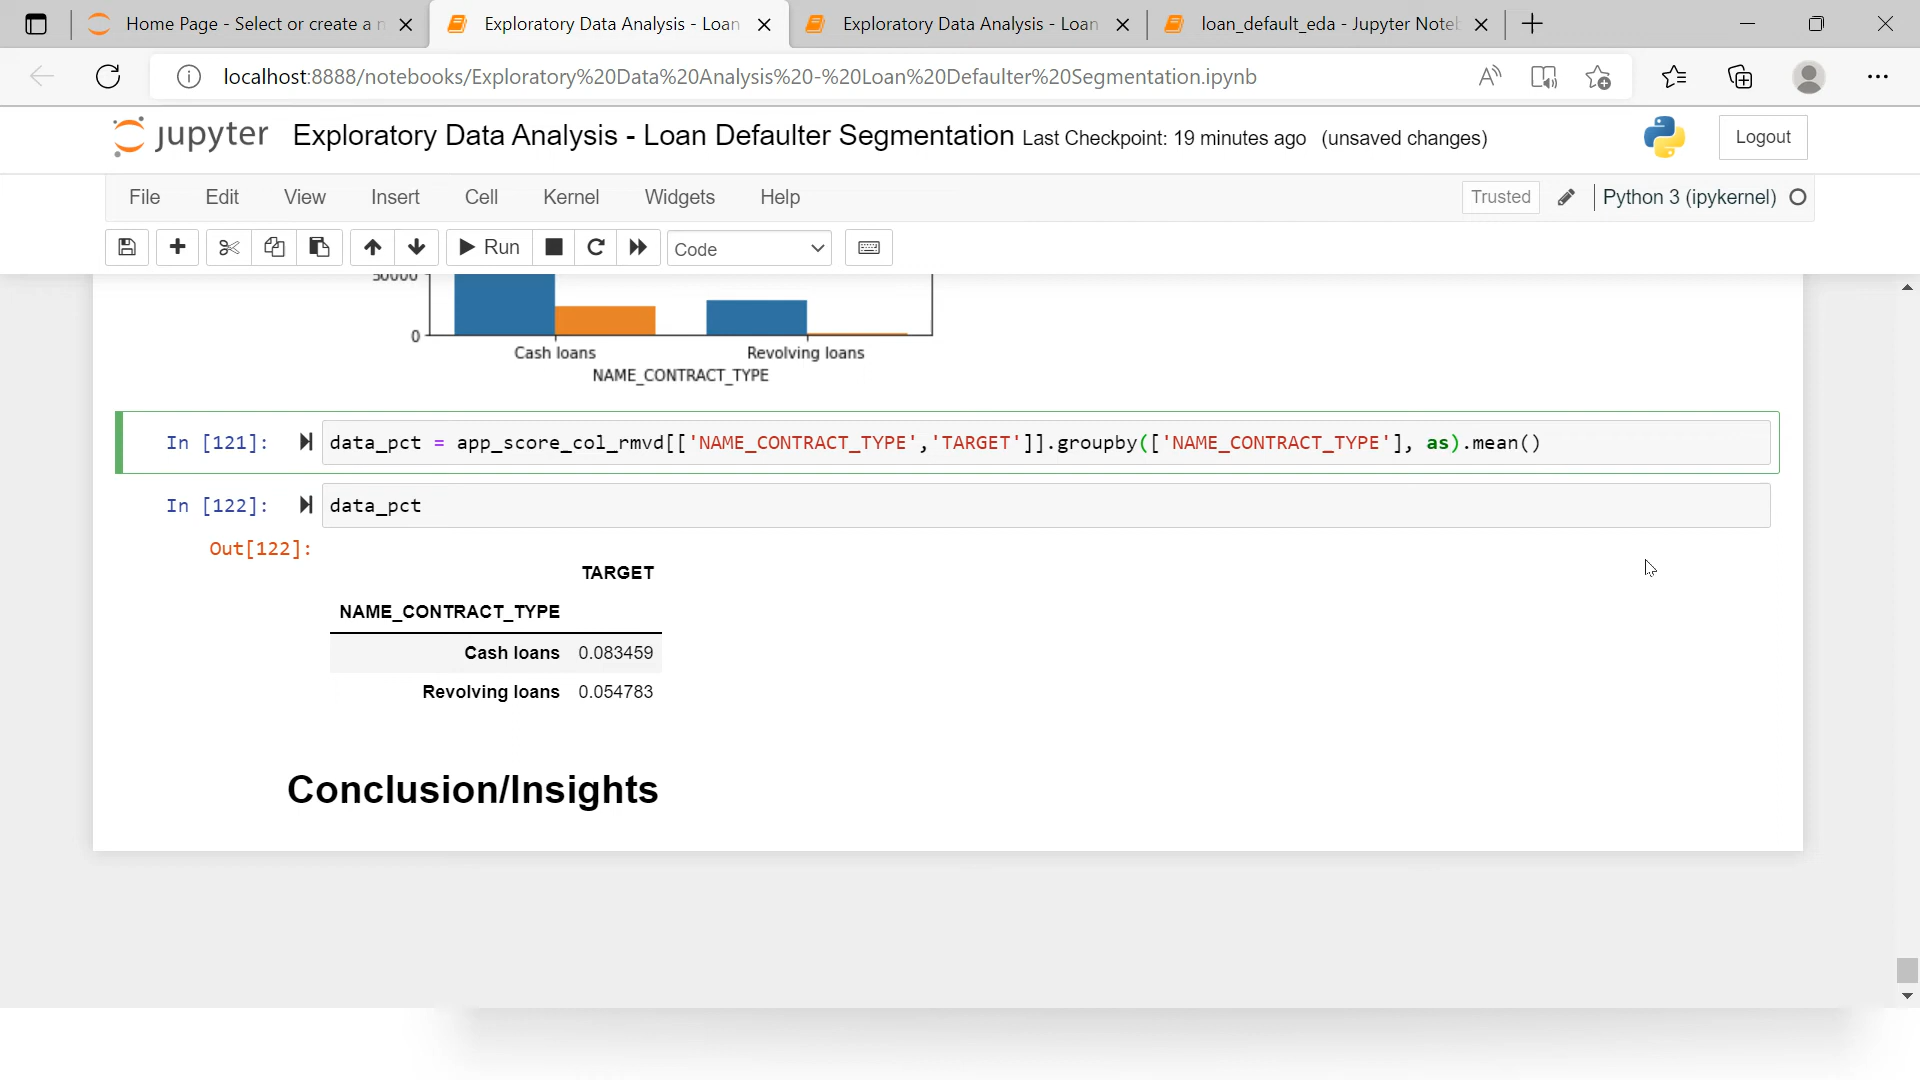 Home Page - Select or create a n
Exploratory Data Analysis - Loan
Exploratory Data Analysis - Loan
loan_default_eda - Jupyter Note
localhost:8888/notebooks/Exploratory%20Data%20Analysis%20-%20Loan%20Defaulter%20Segmentation.ipynb
jupyter Exploratory Data Analysis - Loan Defaulter Segmentation Last Checkpoint: 19 minutes ago (unsaved changes)
Logout
File Edit View Insert Cell Kernel Widgets Help
Trusted
Python 3 (ipykernel)
Run
Code
50000
0
Cash loans
Revolving loans
NAME_CONTRACT_TYPE
In [121]: data_pct = app_score_col_rmvd[['NAME_CONTRACT_TYPE','TARGET']].groupby(['NAME_CONTRACT_TYPE'], as).mean()
In [122]: data_pct
Out[122]:
TARGET
NAME_CONTRACT_TYPE
Cash loans 0.083459
Revolving loans 0.054783
Conclusion/Insights